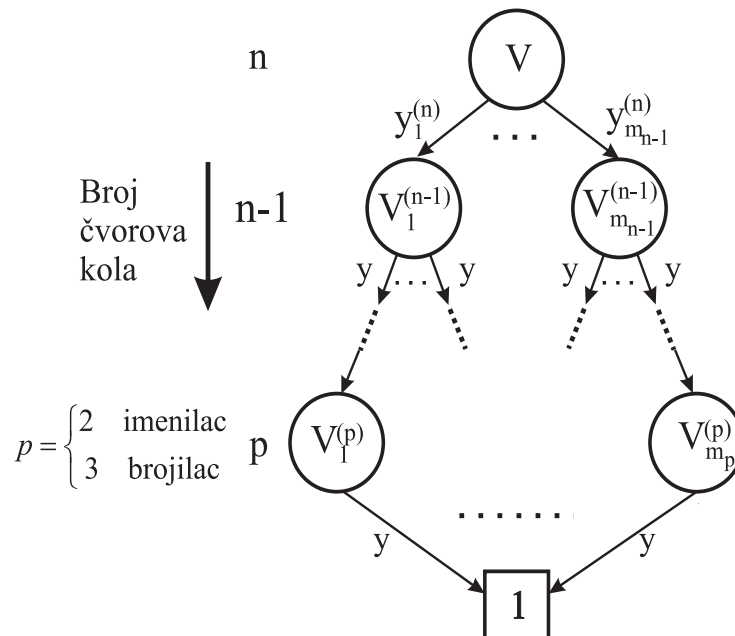 n
V
y_1^{(n)}
. . .
y_{m_{n-1}}^{(n)}
Broj
čvorova
kola
n-1
V_1^{(n-1)}
V_{m_{n-1}}^{(n-1)}
y ... y
y ... y
p = { 2 imenilac
3 brojilac
p
V_1^{(p)}
V_{m_p}^{(p)}
. . . . . . .
y
y
1